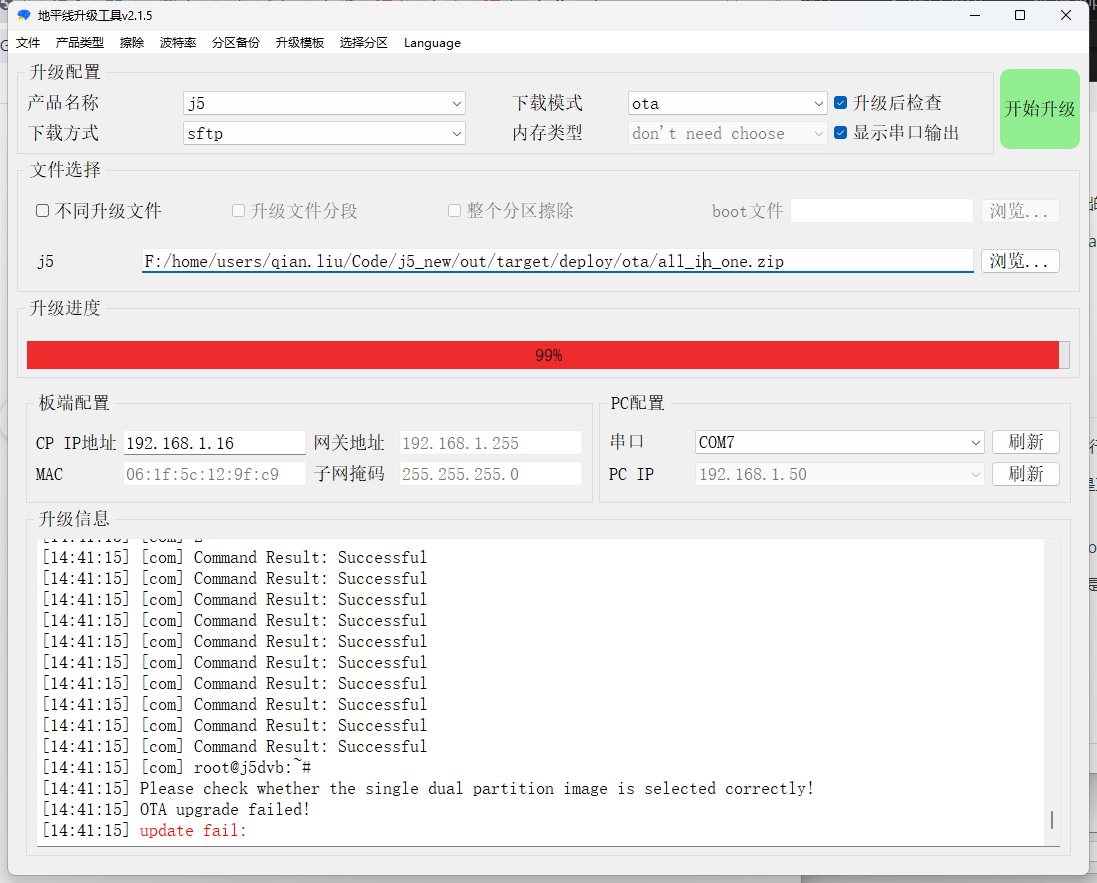 地平线升级工具v2.1.5
文件 产品类型 擦除 波特率 分区备份 升级模板 选择分区 Language
升级配置
产品名称 j5 下载模式 ota 升级后检查
下载方式 sftp 内存类型 don't need choose 显示串口输出
开始升级
文件选择
不同升级文件 升级文件分段 整个分区擦除 boot文件 浏览...
j5 F:/home/users/qian.liu/Code/j5_new/out/target/deploy/ota/all_in_one.zip 浏览...
升级进度
99%
板端配置
CP IP地址 192.168.1.16 网关地址 192.168.1.255
MAC 06:1f:5c:12:9f:c9 子网掩码 255.255.255.0
PC配置
串口 COM7 刷新
PC IP 192.168.1.50 刷新
升级信息
[14:41:15] [com] Command Result: Successful
[14:41:15] [com] Command Result: Successful
[14:41:15] [com] Command Result: Successful
[14:41:15] [com] Command Result: Successful
[14:41:15] [com] Command Result: Successful
[14:41:15] [com] Command Result: Successful
[14:41:15] [com] Command Result: Successful
[14:41:15] [com] Command Result: Successful
[14:41:15] [com] Command Result: Successful
[14:41:15] [com] Command Result: Successful
[14:41:15] [com] root@j5dvb:~#
[14:41:15] Please check whether the single dual partition image is selected correctly!
[14:41:15] OTA upgrade failed!
[14:41:15] update fail: